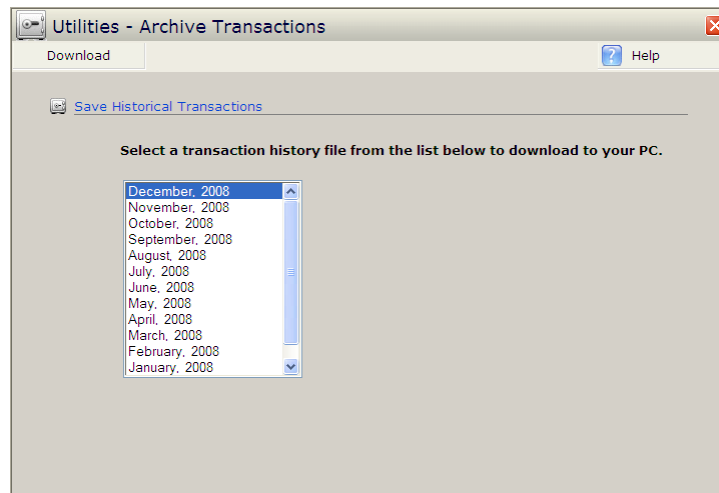 Utilities - Archive Transactions
Download
Help
Save Historical Transactions
Select a transaction history file from the list below to download to your PC.
December, 2008
November, 2008
October, 2008
September, 2008
August, 2008
July, 2008
June, 2008
May, 2008
April, 2008
March, 2008
February, 2008
January, 2008